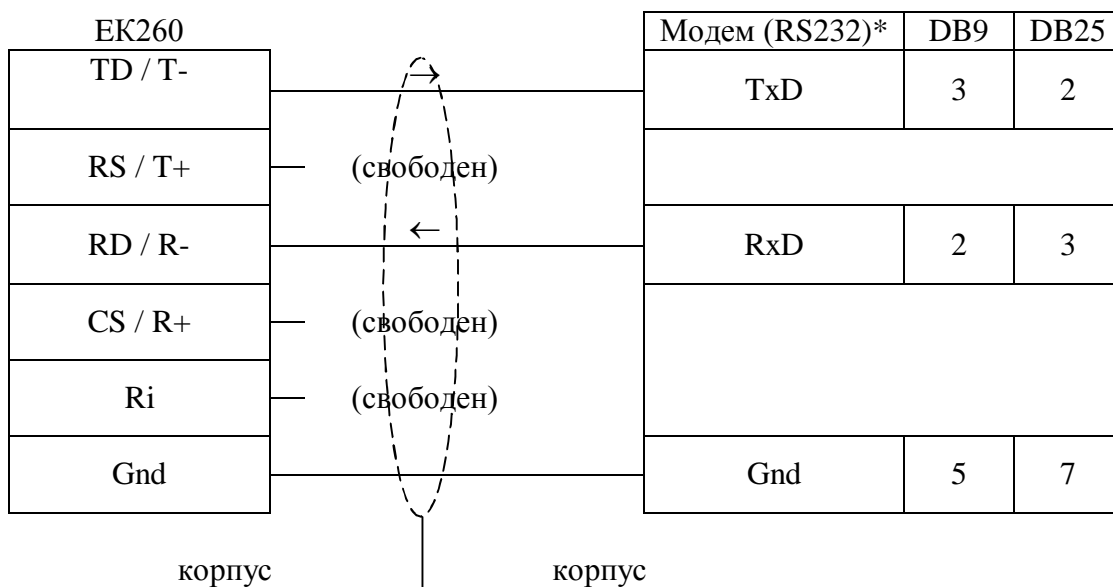 ЕК260 Модем (RS232)* DB9 DB25
TD / T- → TxD 3 2
RS / T+ (свободен)
RD / R- ← RxD 2 3
CS / R+ (свободен)
Ri (свободен)
Gnd Gnd 5 7
корпус корпус